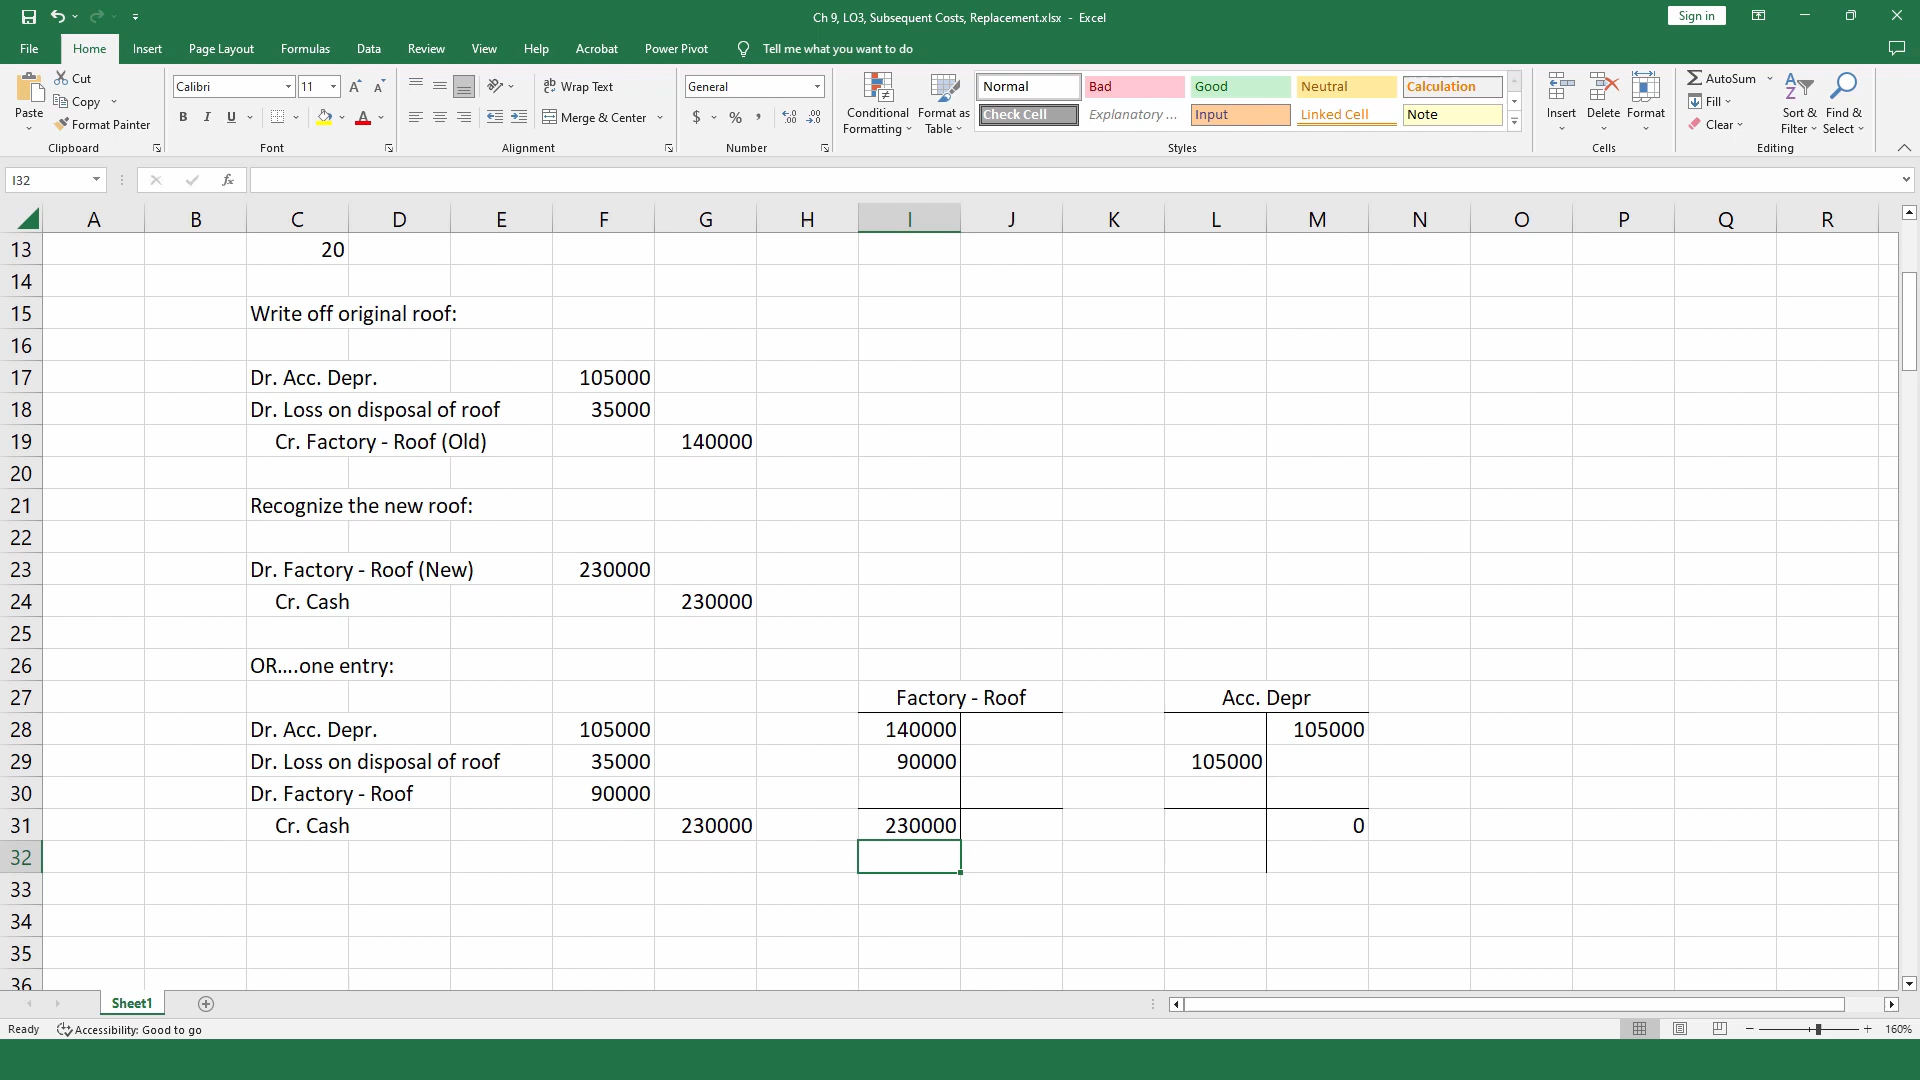 Ch 9, LO3, Subsequent Costs, Replacement.xlsx - Excel
Sign in
File Home Insert Page Layout Formulas Data Review View Help Acrobat Power Pivot Tell me what you want to do
Paste
Cut
Copy
Format Painter
Clipboard
Calibri 11
B I U
Font
Wrap Text
Merge & Center
Alignment
General
$ %
Number
Conditional Formatting
Format as Table
Normal Bad Good Neutral Calculation
Check Cell Explanatory ... Input Linked Cell Note
Styles
Insert Delete Format
Cells
AutoSum
Fill
Clear
Sort & Filter
Find & Select
Editing
I32
fx
A B C D E F G H I J K L M N O P Q R
13 20
14
15 Write off original roof:
16
17 Dr. Acc. Depr. 105000
18 Dr. Loss on disposal of roof 35000
19 Cr. Factory - Roof (Old) 140000
20
21 Recognize the new roof:
22
23 Dr. Factory - Roof (New) 230000
24 Cr. Cash 230000
25
26 OR....one entry:
27 Factory - Roof Acc. Depr
28 Dr. Acc. Depr. 105000 140000 105000
29 Dr. Loss on disposal of roof 35000 90000 105000
30 Dr. Factory - Roof 90000
31 Cr. Cash 230000 230000 0
32
33
34
35
36
Sheet1
Ready Accessibility: Good to go 160%